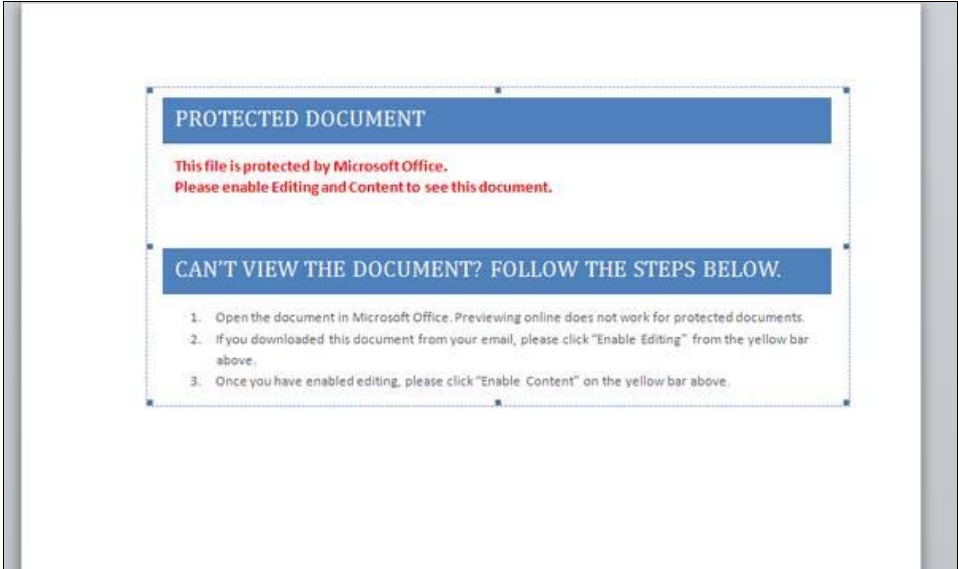 PROTECTED DOCUMENT
This file is protected by Microsoft Office.
Please enable Editing and Content to see this document.
CAN'T VIEW THE DOCUMENT? FOLLOW THE STEPS BELOW.
1. Open the document in Microsoft Office. Previewing online does not work for protected documents.
2. If you downloaded this document from your email, please click "Enable Editing" from the yellow bar
above.
3. Once you have enabled editing, please click "Enable Content" on the yellow bar above.